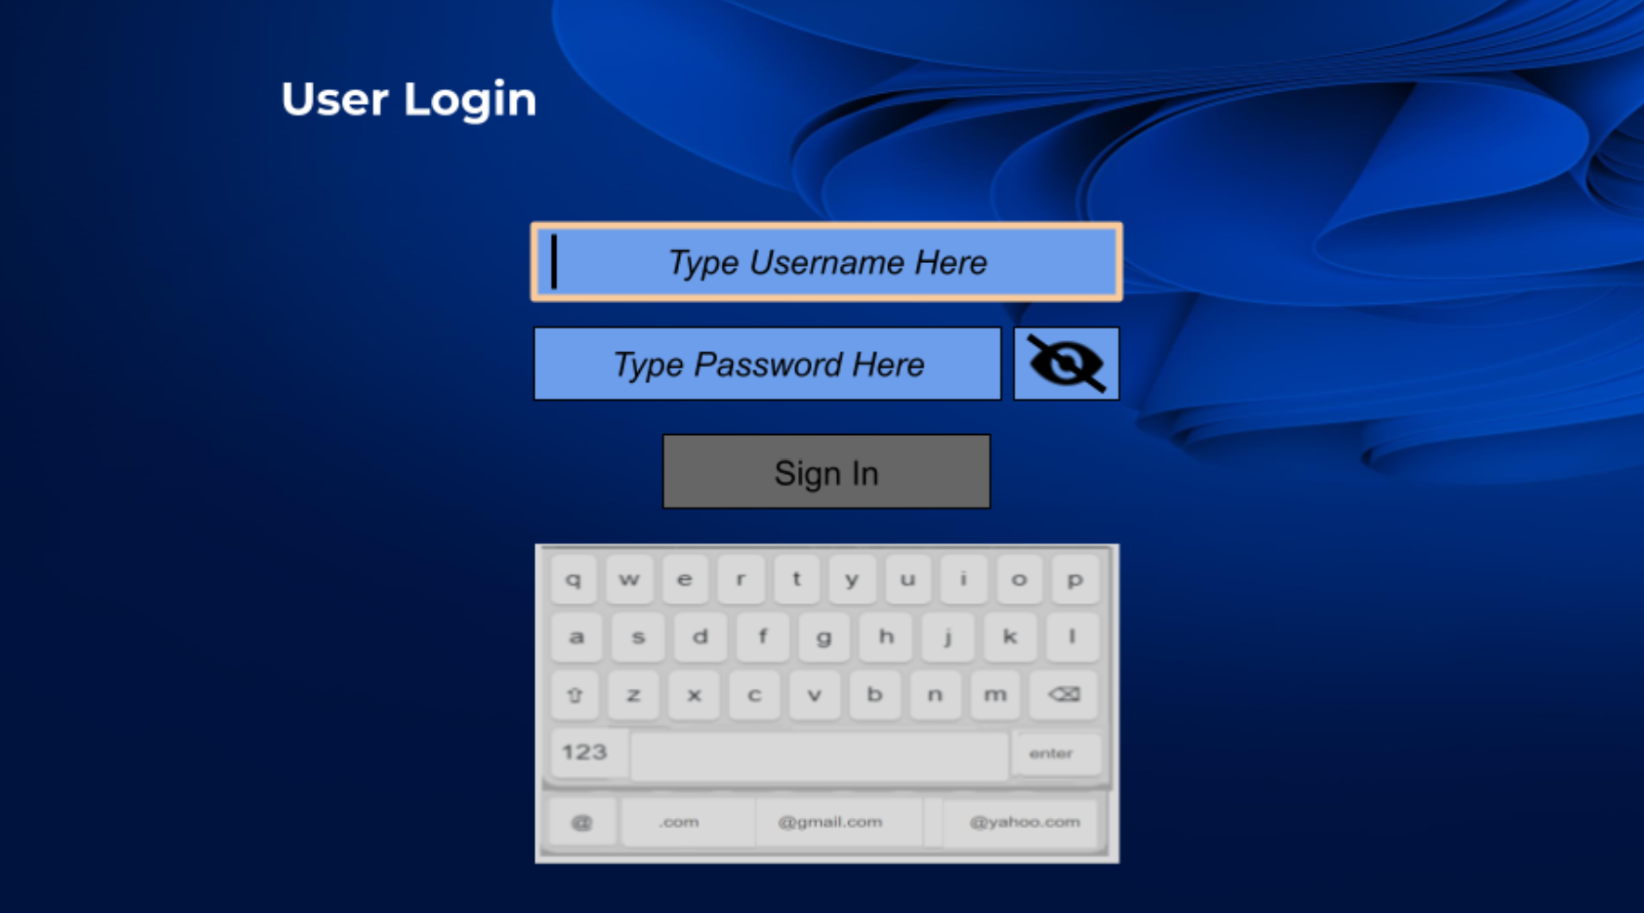 User Login
Type Username Here
Type Password Here
Sign In
q w e r t y u i o p
a s d f g h j k l
z x c v b n m
123 enter
@ .com @gmail.com @yahoo.com